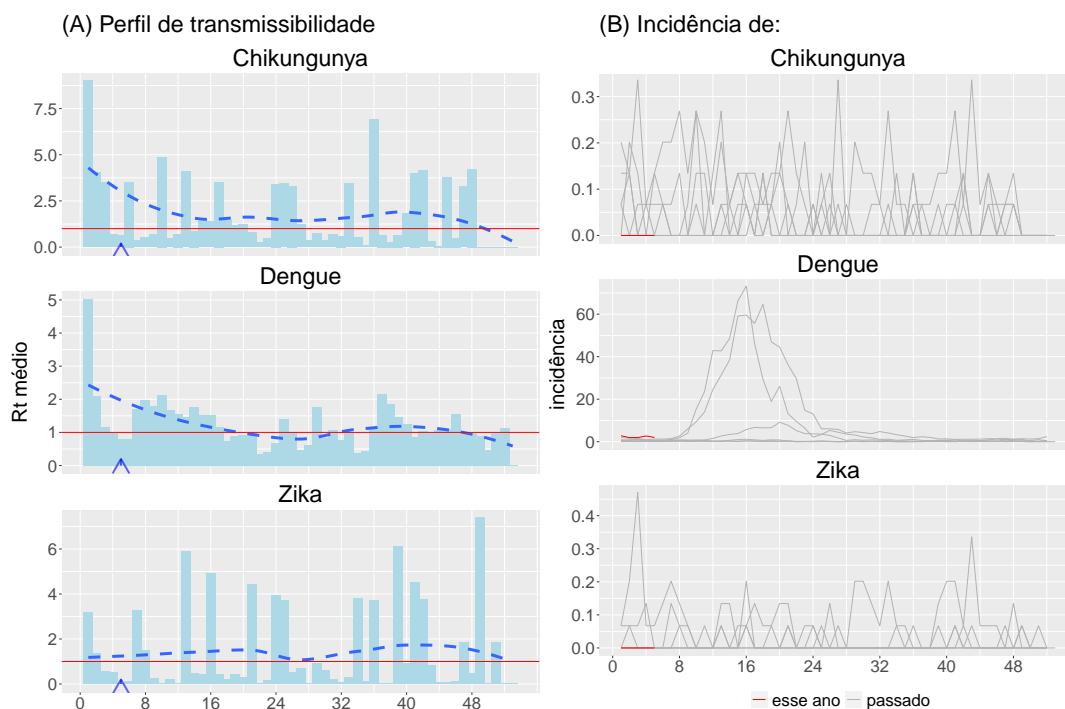 (A) Perfil de transmissibilidade
Chikungunya
7.5
5.0
2.5
0.0
Dengue
5
4
3
2
1
0
Rt médio
Zika
6
4
2
0
0 8 16 24 32 40 48
(B) Incidência de:
Chikungunya
0.3
0.2
0.1
0.0
Dengue
60
40
20
0
incidência
Zika
0.5
0.4
0.3
0.2
0.1
0.0
0 8 16 24 32 40 48
esse ano passado